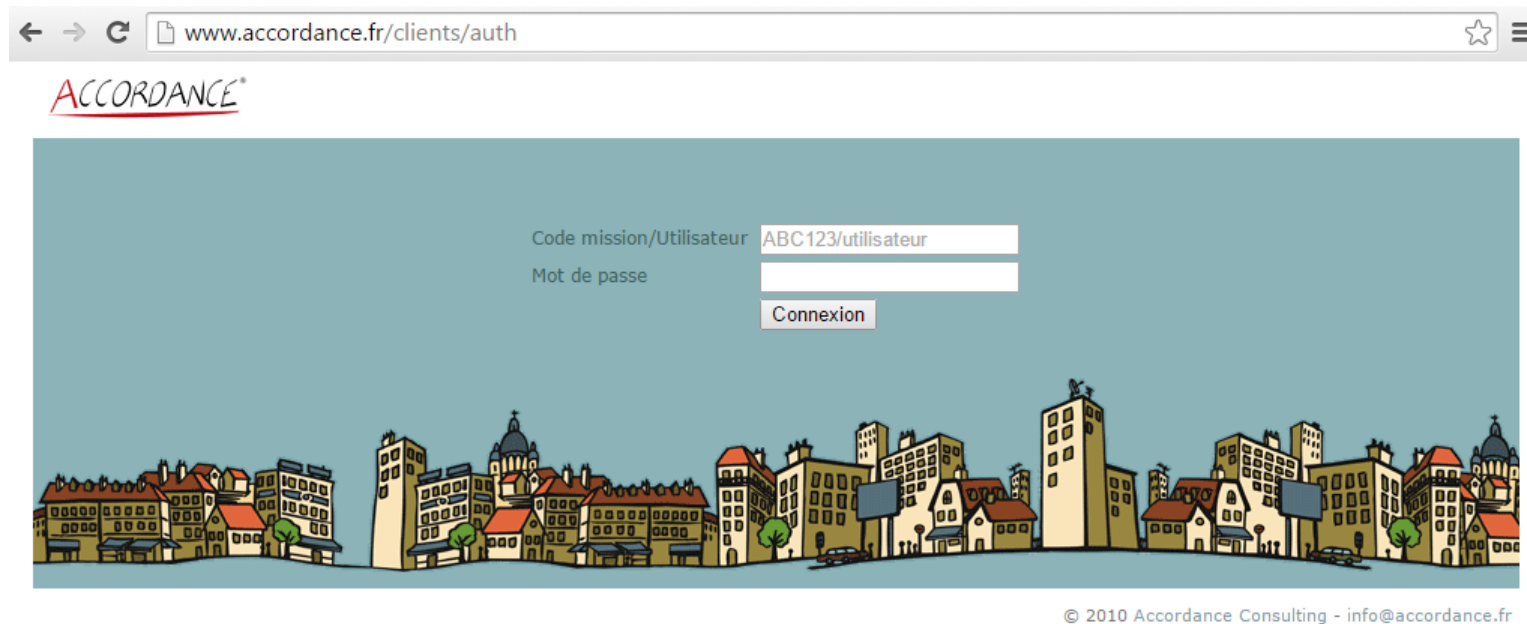 www.accordance.fr/clients/auth
ACCORDANCE®
Code mission/Utilisateur ABC123/utilisateur
Mot de passe
Connexion
© 2010 Accordance Consulting - info@accordance.fr